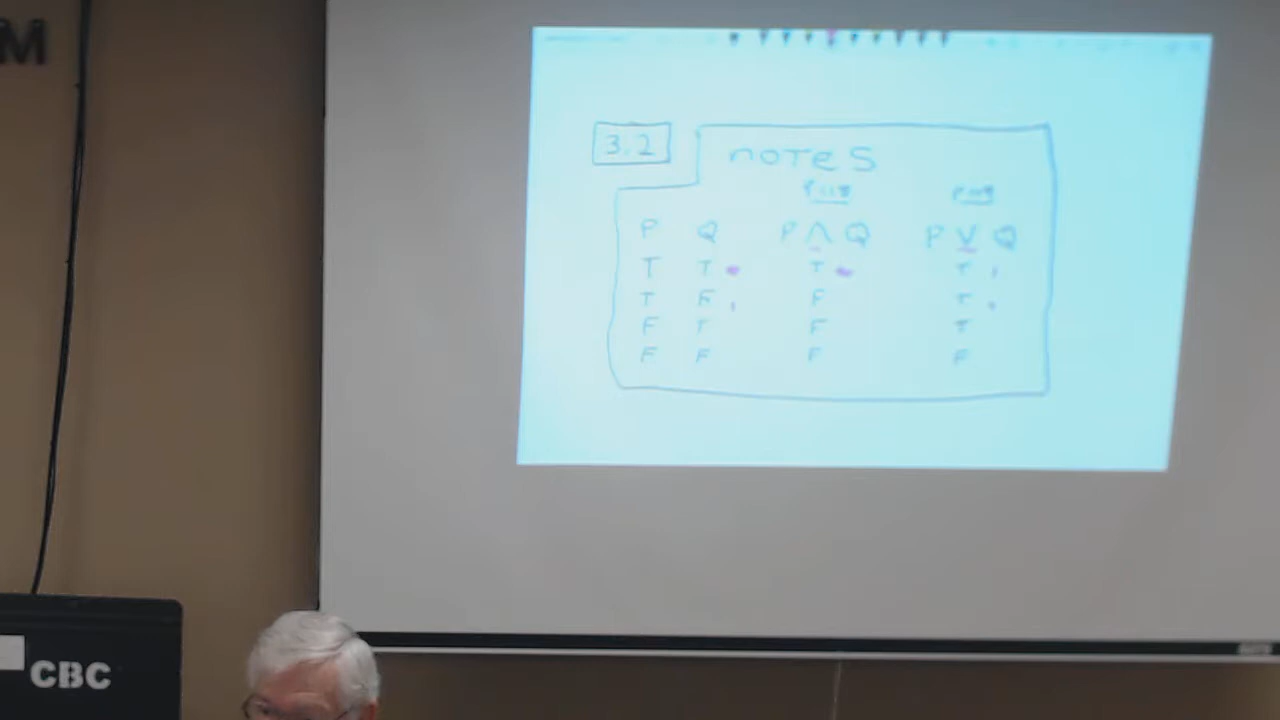 M
3.2
notes
P Q P ∧ Q P ∨ Q
T T T T
T F F T
F T F T
F F F F
CBC